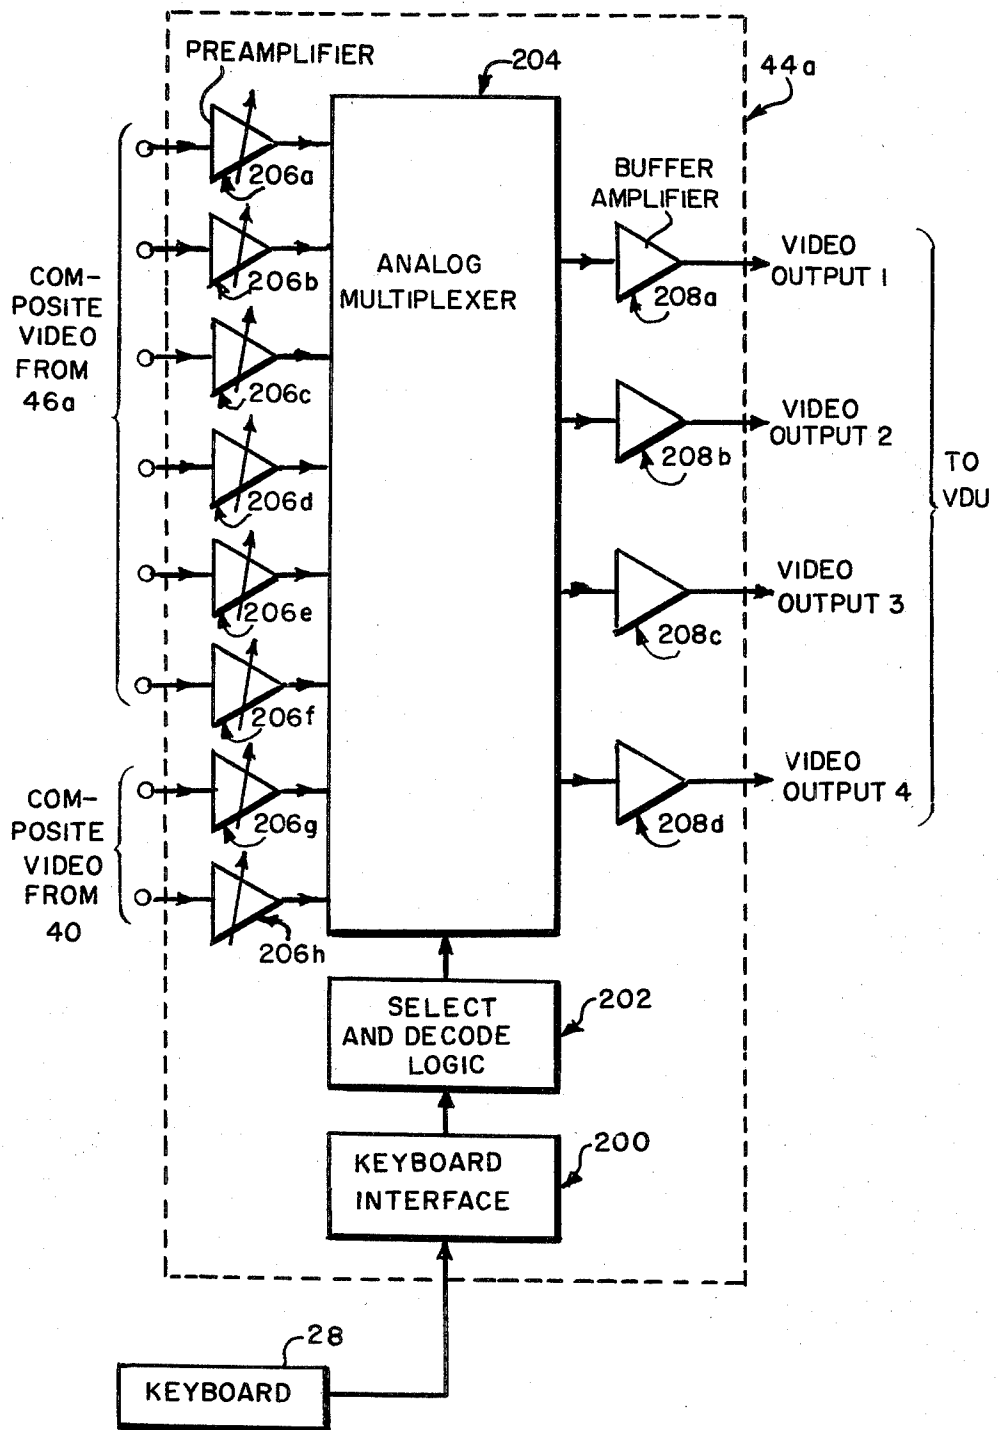 PREAMPLIFIER
204
44a
206a
BUFFER
AMPLIFIER
COM-
POSITE
VIDEO
FROM
46a
206b
ANALOG
MULTIPLEXER
208a
VIDEO
OUTPUT 1
206c
206d
208b
VIDEO
OUTPUT 2
TO
VDU
206e
208c
VIDEO
OUTPUT 3
206f
COM-
POSITE
VIDEO
FROM
40
206g
208d
VIDEO
OUTPUT 4
206h
SELECT
AND DECODE
LOGIC
202
KEYBOARD
INTERFACE
200
28
KEYBOARD